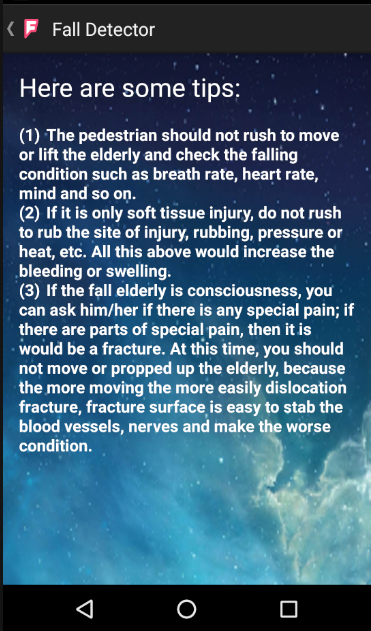 Fall Detector
Here are some tips:
(1) The pedestrian should not rush to move
or lift the elderly and check the falling
condition such as breath rate, heart rate,
mind and so on.
(2) If it is only soft tissue injury, do not rush
to rub the site of injury, rubbing, pressure or
heat, etc. All this above would increase the
bleeding or swelling.
(3) If the fall elderly is consciousness, you
can ask him/her if there is any special pain; if
there are parts of special pain, then it is
would be a fracture. At this time, you should
not move or propped up the elderly, because
the more moving the more easily dislocation
fracture, fracture surface is easy to stab the
blood vessels, nerves and make the worse
condition.